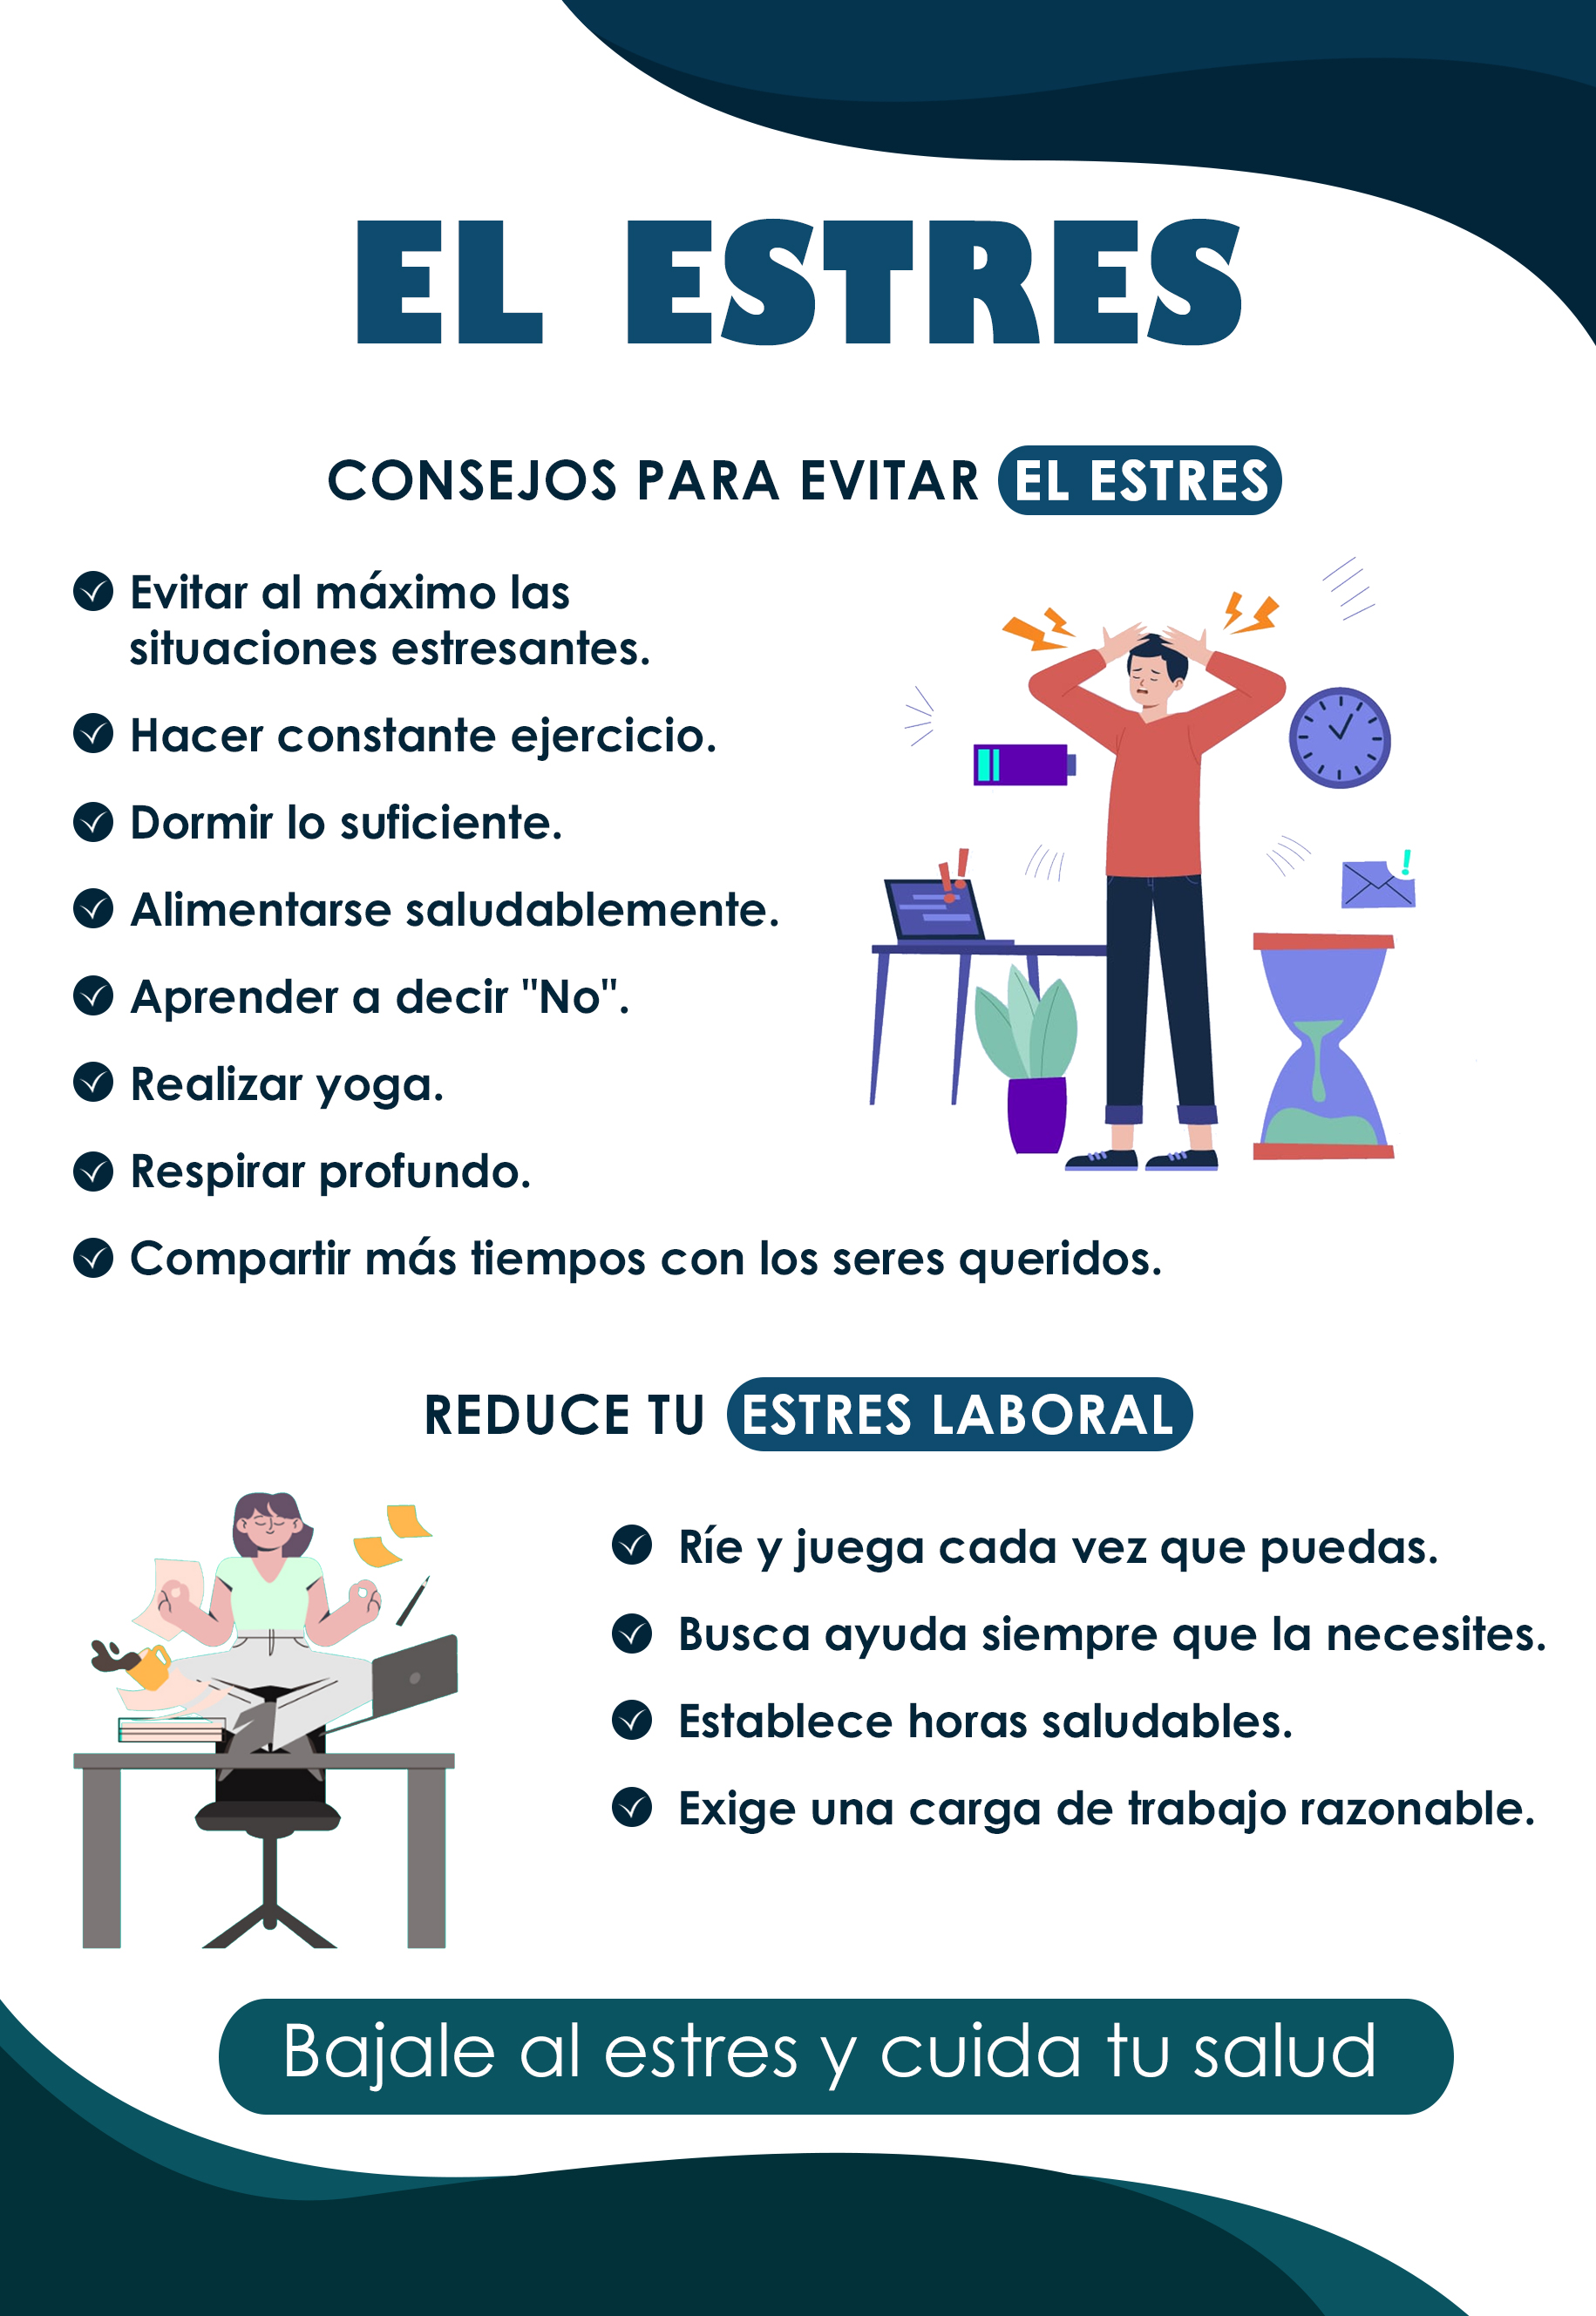 EL ESTRES
CONSEJOS PARA EVITAR EL ESTRES
Evitar al máximo las
situaciones estresantes.
Hacer constante ejercicio.
Dormir lo suficiente.
Alimentarse saludablemente.
Aprender a decir "No".
Realizar yoga.
Respirar profundo.
Compartir más tiempos con los seres queridos.
REDUCE TU ESTRES LABORAL
Ríe y juega cada vez que puedas.
Busca ayuda siempre que la necesites.
Establece horas saludables.
Exige una carga de trabajo razonable.
Bajale al estres y cuida tu salud